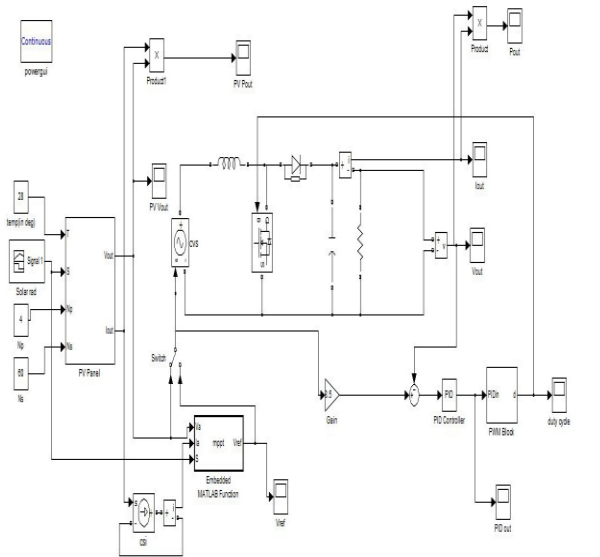 Continuous
powergui
X
Product1
PV Pout
X
Product
Pout
28
temp(in deg)
Signal 1
Solar rad
4
Np
60
Ns
T
S
Np
Ns
Vout
Iout
PV Panel
PV Vout
CVS
Iout
Vout
Switch
Va
Ia
S
mppt
Vref
Embedded
MATLAB Function
Vref
Gain
PID
PID Controller
PIDin
d
PWM Block
duty cycle
PID out
csi